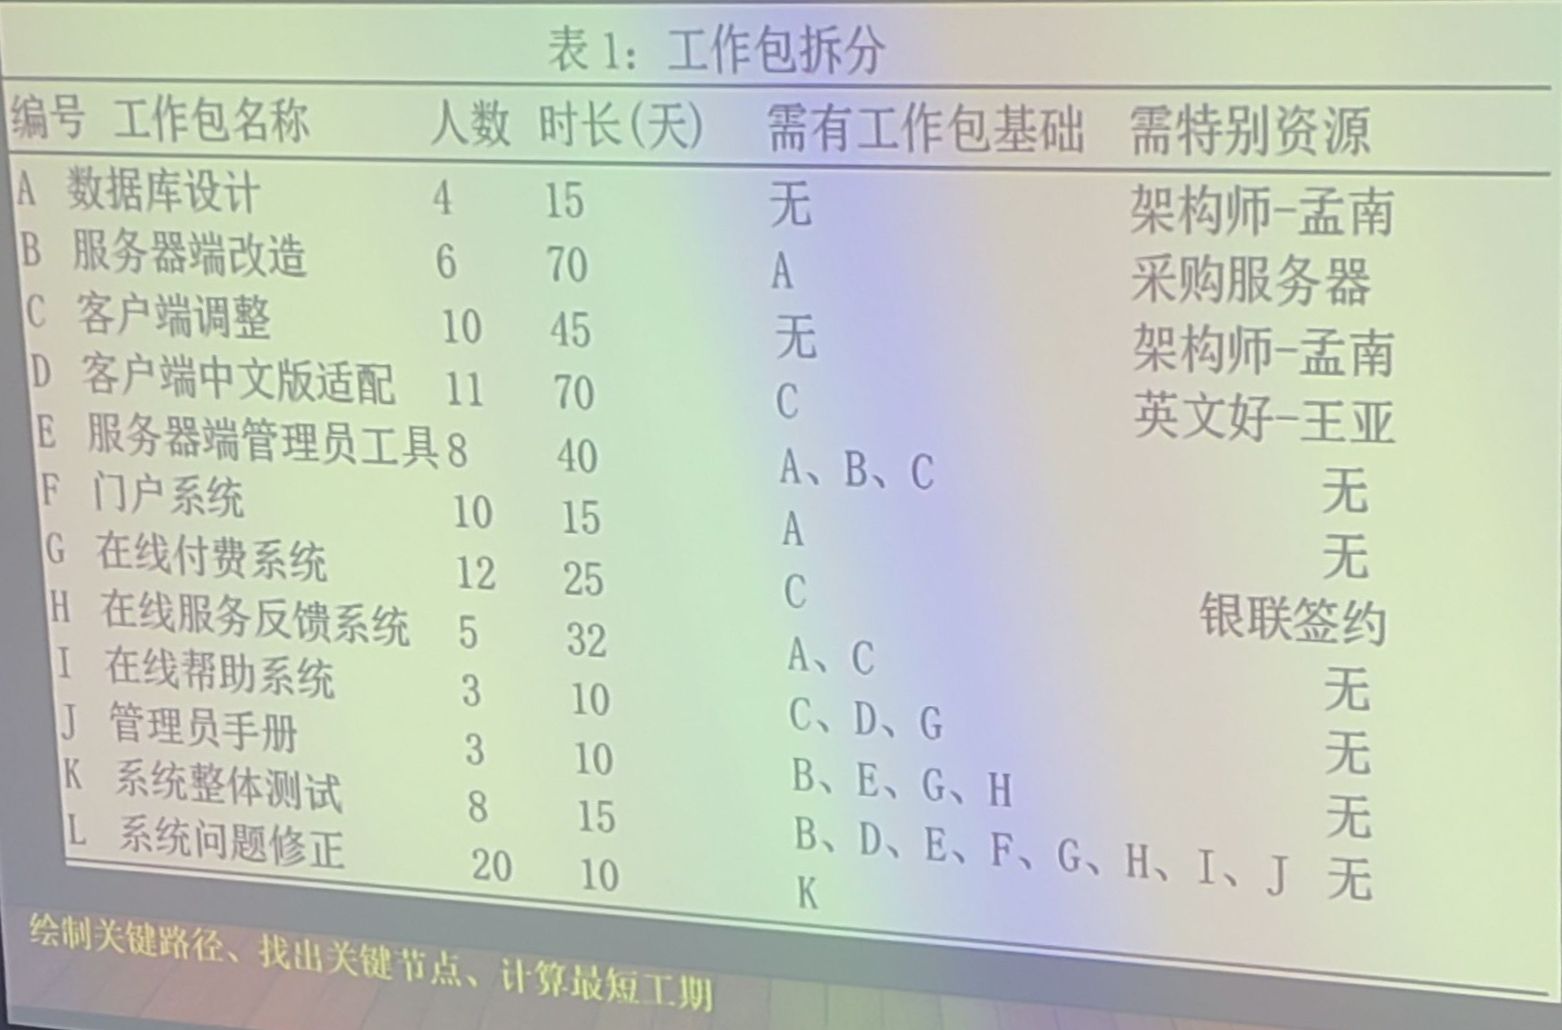 表 1：工作包拆分
编号 工作包名称 人数 时长(天) 需有工作包基础 需特别资源
A 数据库设计 4 15 无 架构师-孟南
B 服务器端改造 6 70 A 采购服务器
C 客户端调整 10 45 无 架构师-孟南
D 客户端中文版适配 11 70 C 英文好-王亚
E 服务器端管理员工具 8 40 A、B、C 无
F 门户系统 10 15 A 无
G 在线付费系统 12 25 C 银联签约
H 在线服务反馈系统 5 32 A、C 无
I 在线帮助系统 3 10 C、D、G 无
J 管理员手册 3 10 B、E、G、H 无
K 系统整体测试 8 15 B、D、E、F、G、H、I、J 无
L 系统问题修正 20 10 K
绘制关键路径、找出关键节点、计算最短工期